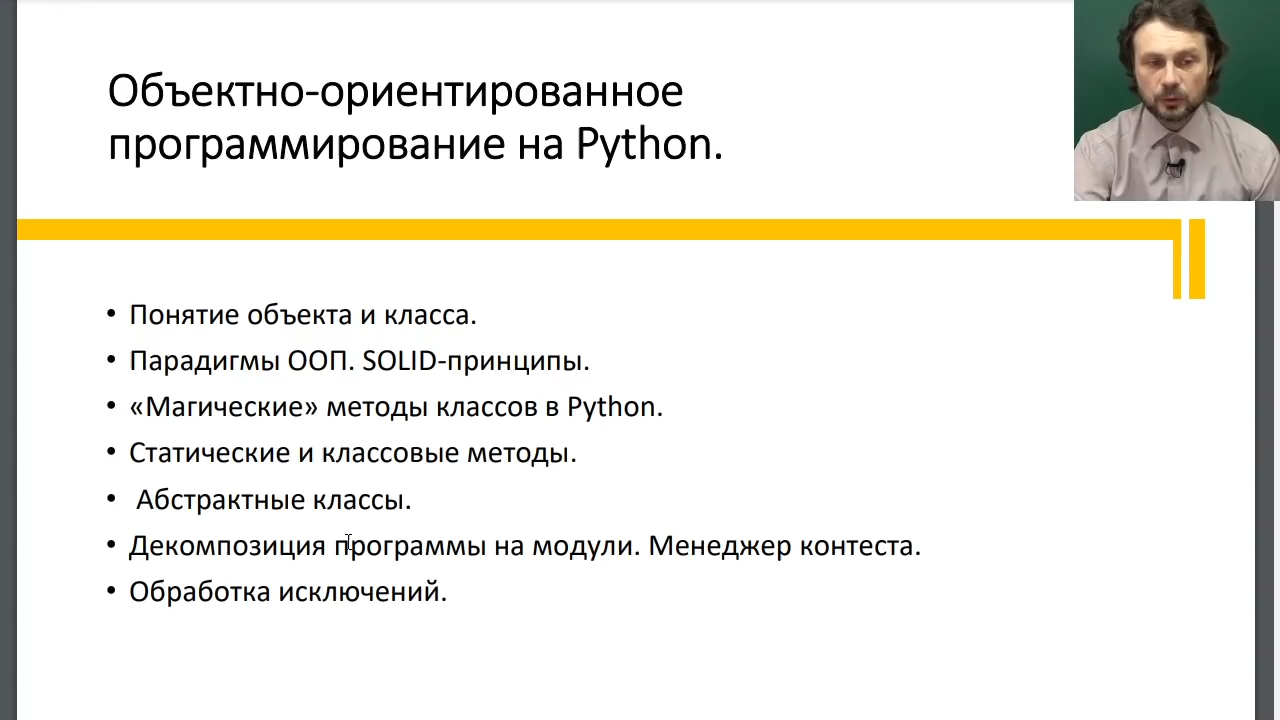 Объектно-ориентированное
программирование на Python.
• Понятие объекта и класса.
• Парадигмы ООП. SOLID-принципы.
• «Магические» методы классов в Python.
• Статические и классовые методы.
• Абстрактные классы.
• Декомпозиция программы на модули. Менеджер контеста.
• Обработка исключений.